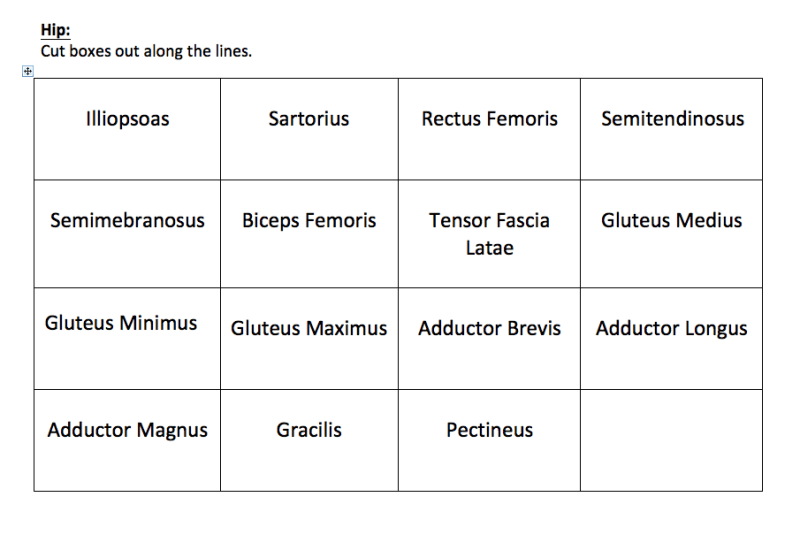 Hip:
Cut boxes out along the lines.
Illiopsoas
Sartorius
Rectus Femoris
Semitendinosus
Semimebranosus
Biceps Femoris
Tensor Fascia
Latae
Gluteus Medius
Gluteus Minimus
Gluteus Maximus
Adductor Brevis
Adductor Longus
Adductor Magnus
Gracilis
Pectineus